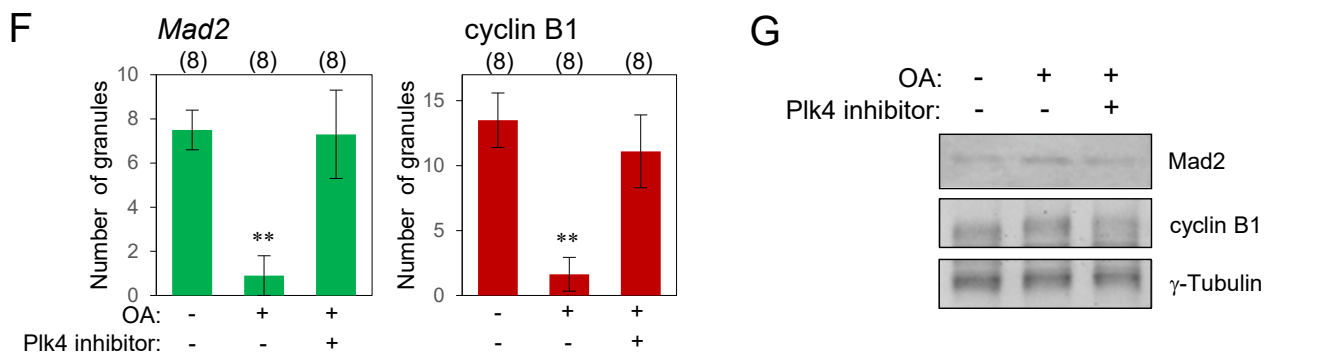 F
Mad2
(8) (8) (8)
Number of granules
10
8
6
4
2
0
**
OA: - + +
Plk4 inhibitor: - - +
cyclin B1
(8) (8) (8)
Number of granules
15
10
5
0
**
- + +
- - +
G
OA: - + +
Plk4 inhibitor: - - +
Mad2
cyclin B1
γ-Tubulin